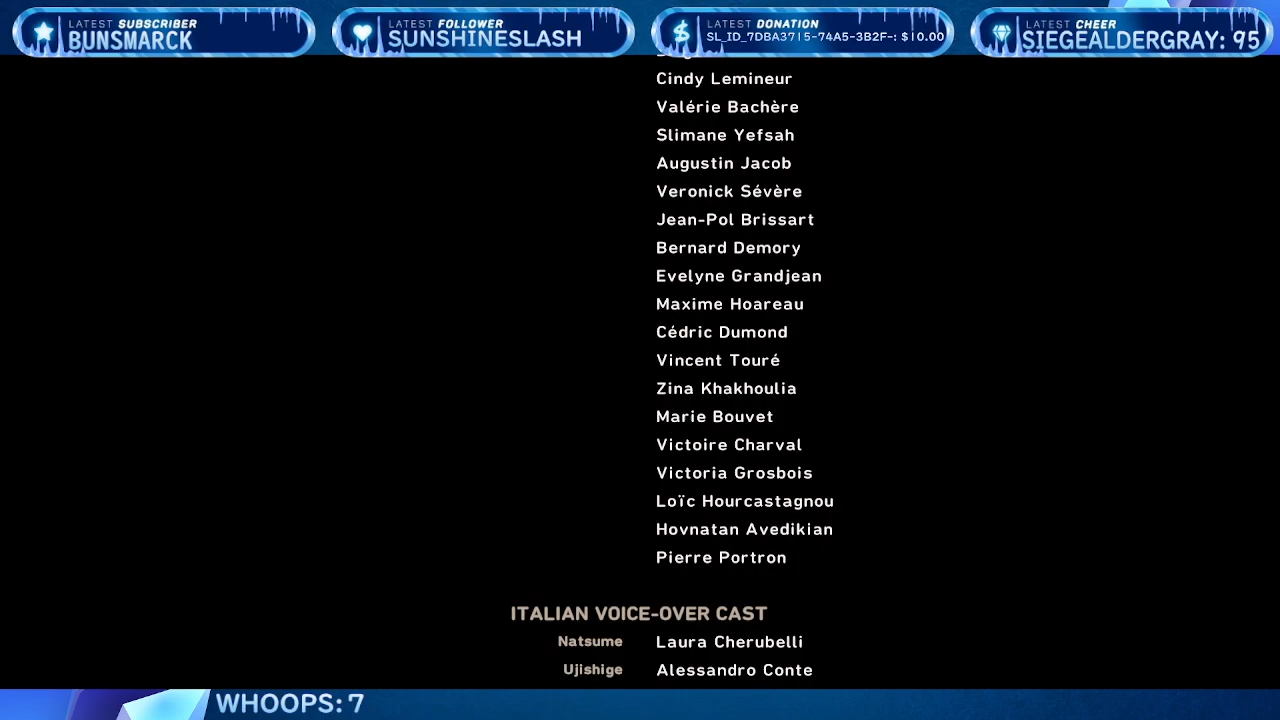 LATEST SUBSCRIBER
BUNSMARCK
LATEST FOLLOWER
SUNSHINESLASH
LATEST DONATION
SL_ID_7DBA3715-74A5-3B2F-: $10.00
LATEST CHEER
SIEGEALDERGRAY: 95
Cindy Lemineur
Valérie Bachère
Slimane Yefsah
Augustin Jacob
Veronick Sévère
Jean-Pol Brissart
Bernard Demory
Evelyne Grandjean
Maxime Hoareau
Cédric Dumond
Vincent Touré
Zina Khakhoulia
Marie Bouvet
Victoire Charval
Victoria Grosbois
Loïc Hourcastagnou
Hovnatan Avedikian
Pierre Portron
ITALIAN VOICE-OVER CAST
Natsume Laura Cherubelli
Ujishige Alessandro Conte
WHOOPS: 7